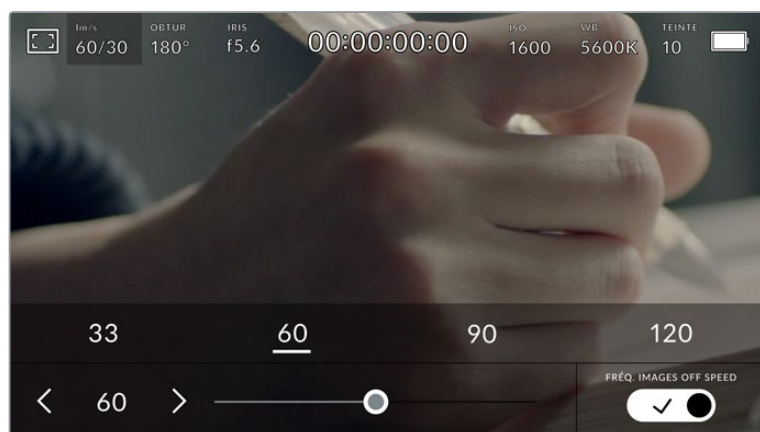 Im/s OBTUR IRIS 00:00:00:00 ISO WB TEINTE
60/30 180° f5.6 1600 5600K 10
33 60 90 120
FRÉQ. IMAGES OFF SPEED
60